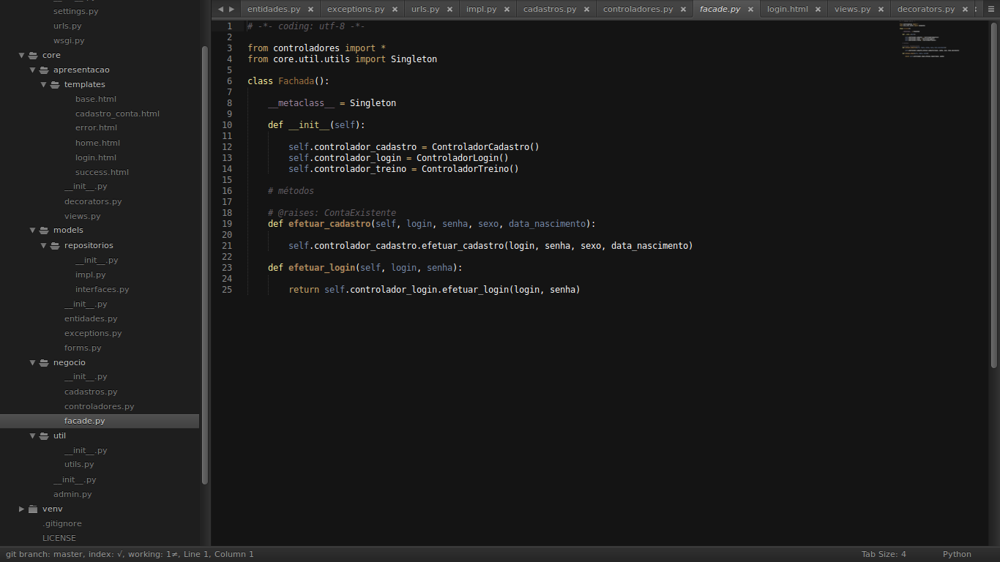 settings.py
urls.py
wsgi.py
core
apresentacao
templates
base.html
cadastro_conta.html
error.html
home.html
login.html
success.html
__init__.py
decorators.py
views.py
models
repositorios
__init__.py
impl.py
interfaces.py
__init__.py
entidades.py
exceptions.py
forms.py
negocio
__init__.py
cadastros.py
controladores.py
facade.py
util
__init__.py
utils.py
__init__.py
admin.py
venv
.gitignore
LICENSE
entidades.py × exceptions.py × urls.py × impl.py × cadastros.py × controladores.py × facade.py × login.html × views.py × decorators.py ×
1 # -*- coding: utf-8 -*-
2
3 from controladores import *
4 from core.util.utils import Singleton
5
6 class Fachada():
7
8     __metaclass__ = Singleton
9
10     def __init__(self):
11
12         self.controlador_cadastro = ControladorCadastro()
13         self.controlador_login = ControladorLogin()
14         self.controlador_treino = ControladorTreino()
15
16     # métodos
17
18     # @raises: ContaExistente
19     def efetuar_cadastro(self, login, senha, sexo, data_nascimento):
20
21         self.controlador_cadastro.efetuar_cadastro(login, senha, sexo, data_nascimento)
22
23     def efetuar_login(self, login, senha):
24
25         return self.controlador_login.efetuar_login(login, senha)
git branch: master, index: √, working: 1≠, Line 1, Column 1
Tab Size: 4
Python